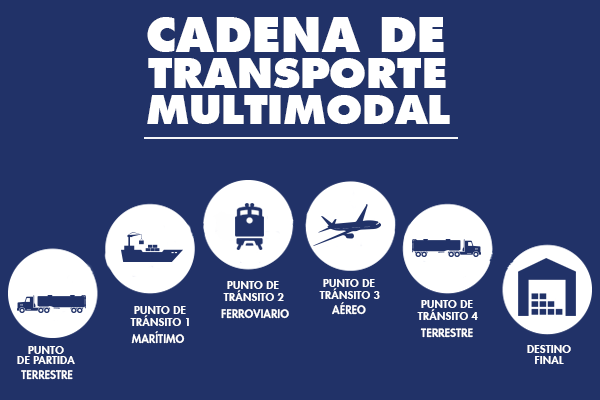 CADENA DE
TRANSPORTE
MULTIMODAL
PUNTO
DE PARTIDA
TERRESTRE
PUNTO DE
TRÁNSITO 1
MARÍTIMO
PUNTO DE
TRÁNSITO 2
FERROVIARIO
PUNTO DE
TRÁNSITO 3
AÉREO
PUNTO DE
TRÁNSITO 4
TERRESTRE
DESTINO
FINAL